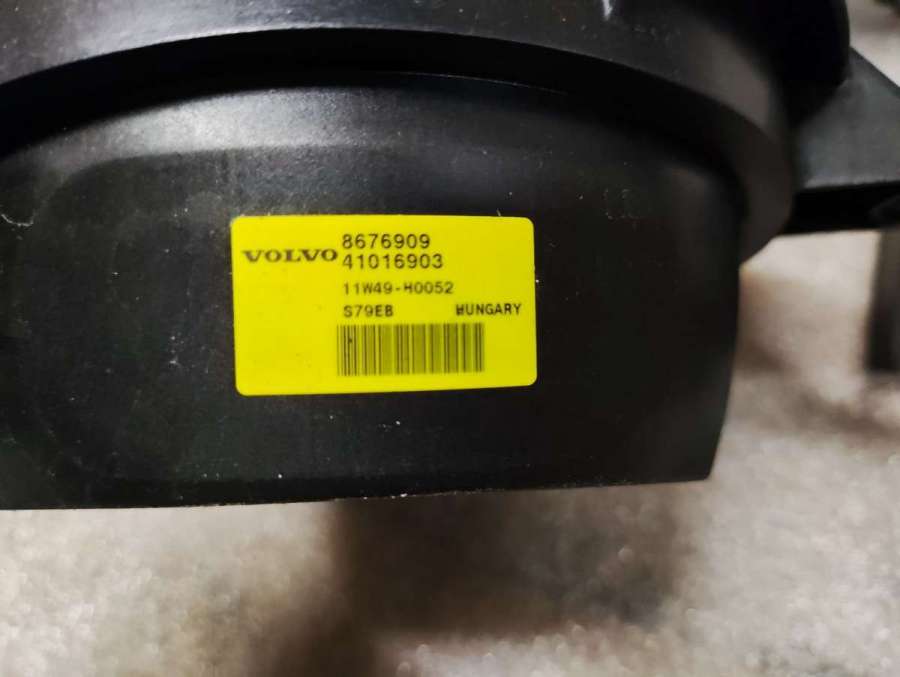 VOLVO 8676909
41016903
11W49-H0052
S79EB HUNGARY